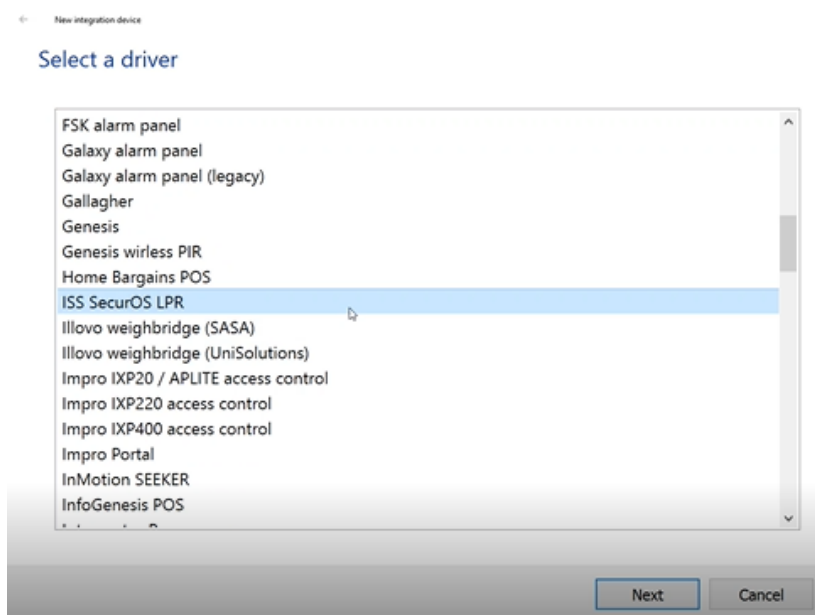 New integration device
Select a driver
FSK alarm panel
Galaxy alarm panel
Galaxy alarm panel (legacy)
Gallagher
Genesis
Genesis wirless PIR
Home Bargains POS
ISS SecurOS LPR
Illovo weighbridge (SASA)
Illovo weighbridge (UniSolutions)
Impro IXP20 / APLITE access control
Impro IXP220 access control
Impro IXP400 access control
Impro Portal
InMotion SEEKER
InfoGenesis POS
Next
Cancel